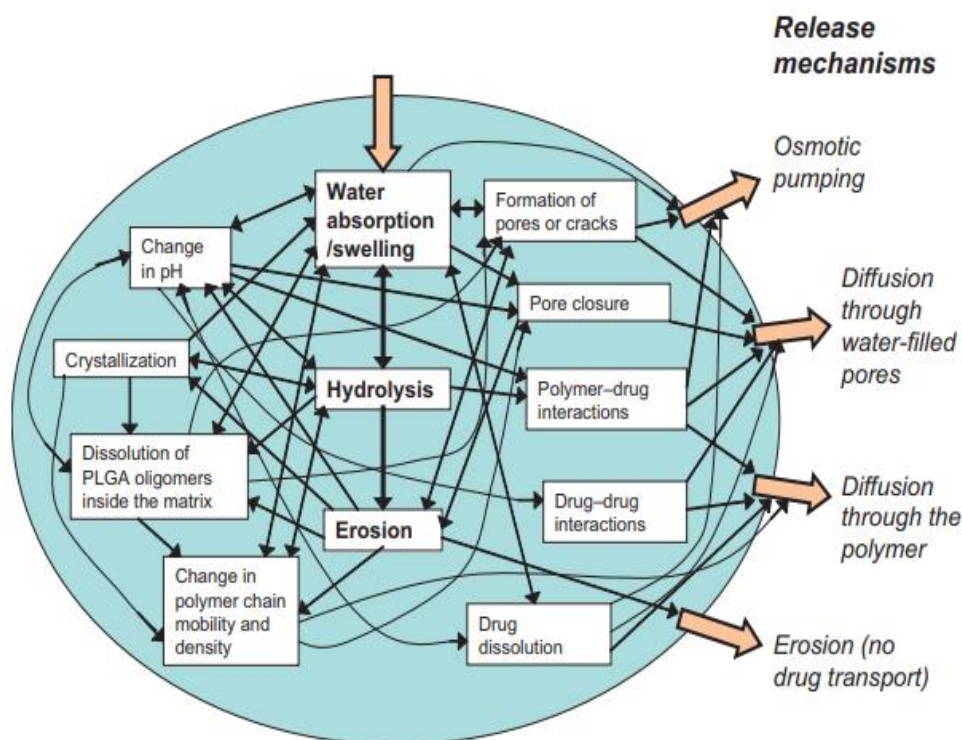 Release
mechanisms
Osmotic
pumping
Water
absorption
/swelling
Formation of
pores or cracks
Change
in pH
Pore closure
Diffusion
through
water-filled
pores
Crystallization
Hydrolysis
Polymer–drug
interactions
Dissolution of
PLGA oligomers
inside the matrix
Drug–drug
interactions
Diffusion
through the
polymer
Erosion
Change in
polymer chain
mobility and
density
Drug
dissolution
Erosion (no
drug transport)